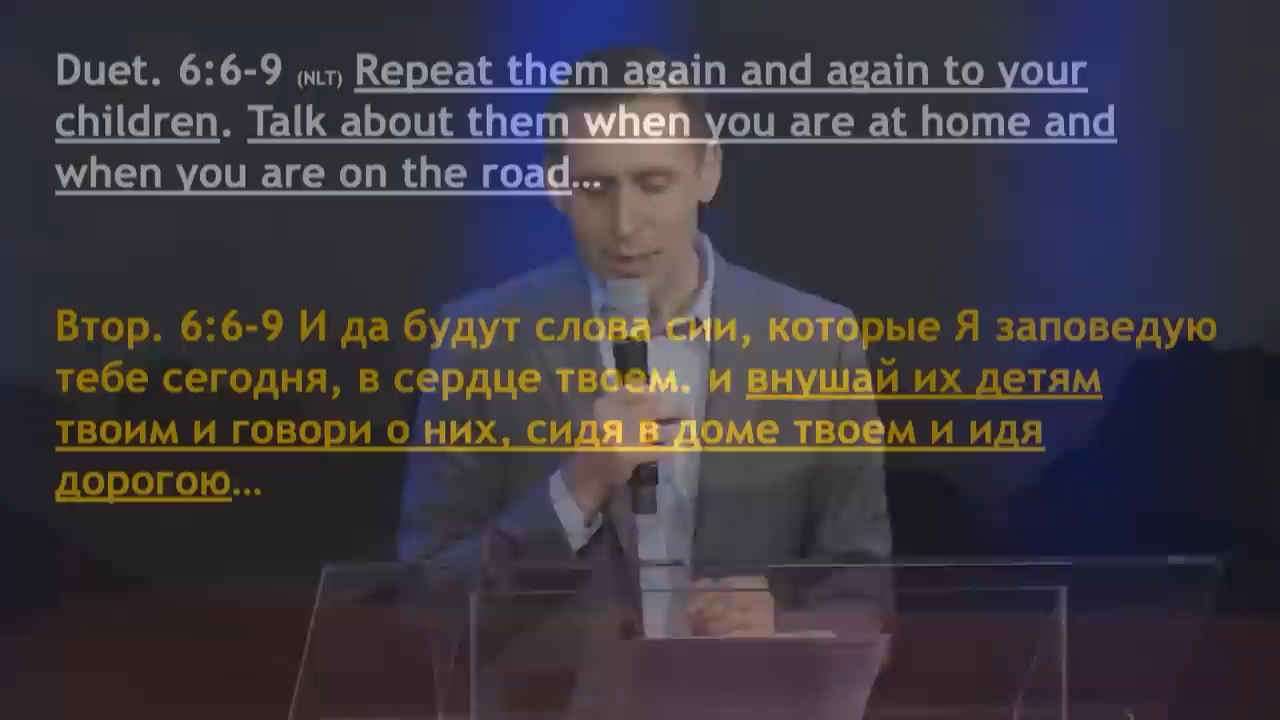 Duet. 6:6-9 (NLT) Repeat them again and again to your
children. Talk about them when you are at home and
when you are on the road...
Втор. 6:6-9 И да будут слова сии, которые Я заповедую
тебе сегодня, в сердце твоем. и внушай их детям
твоим и говори о них, сидя в доме твоем и идя
дорогою...